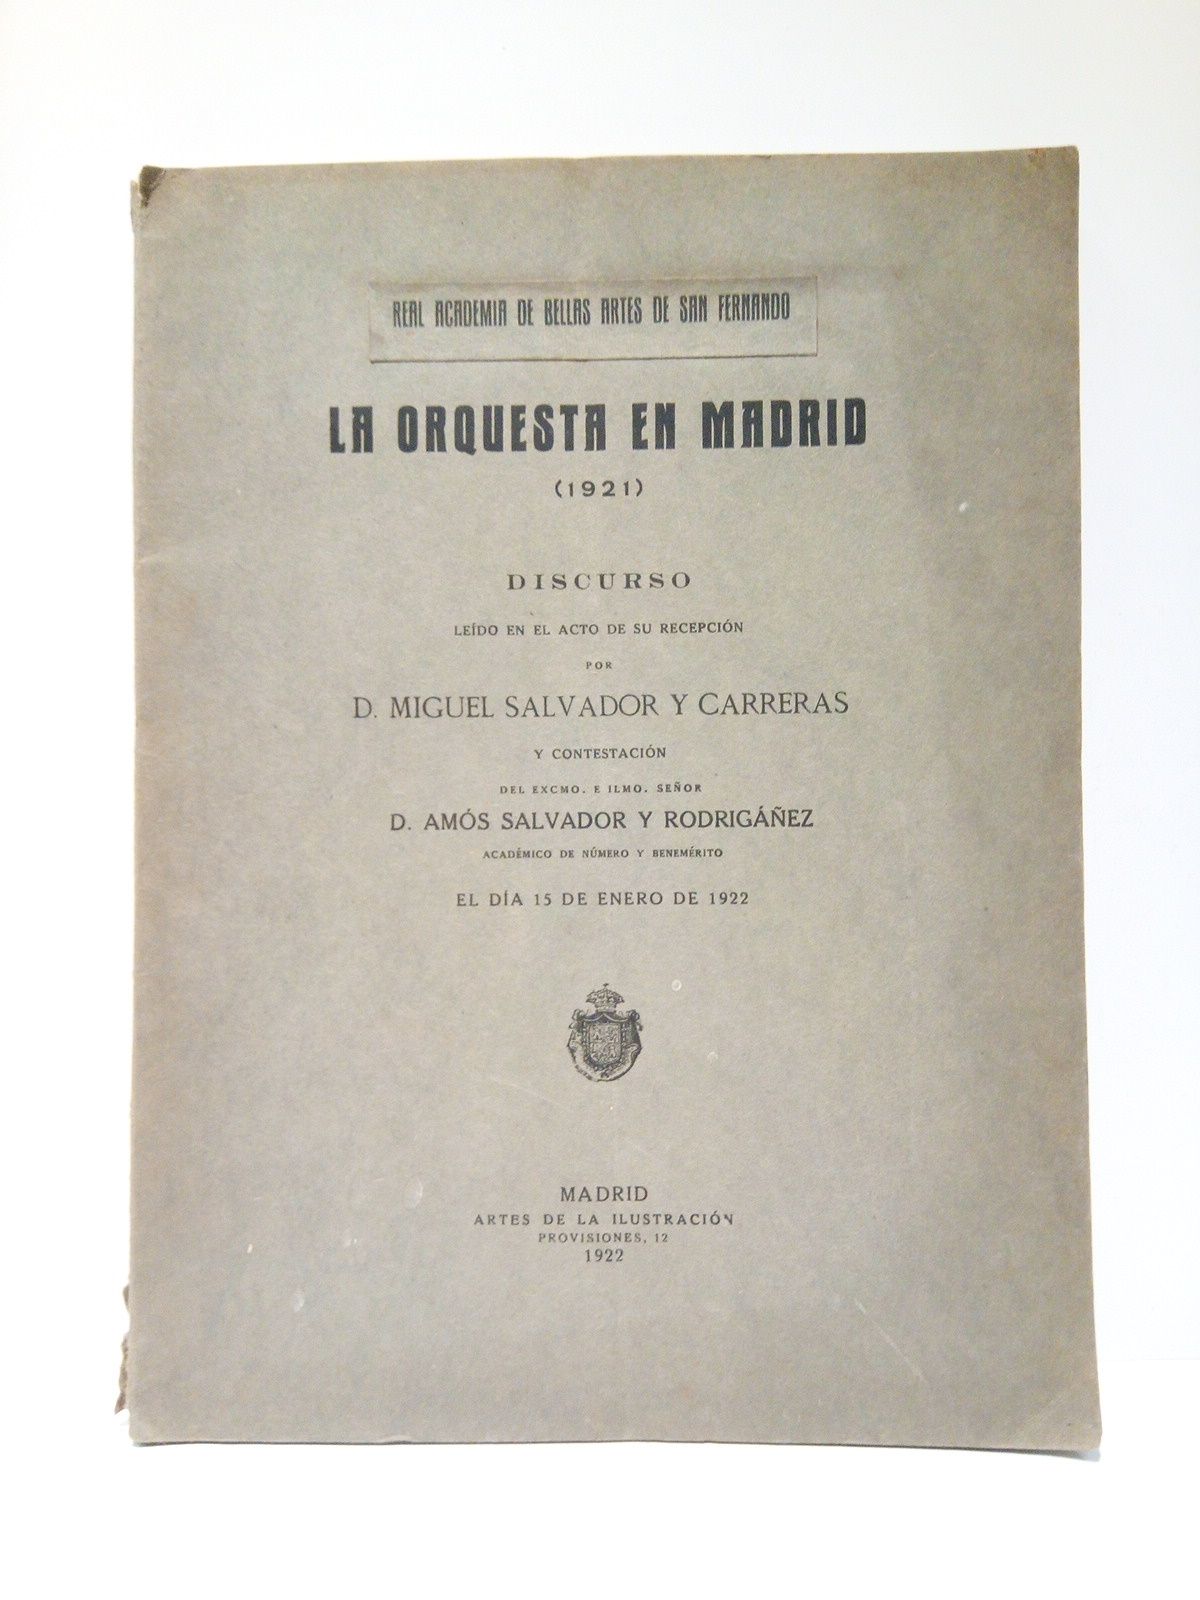 REAL ACADEMIA DE BELLAS ARTES DE SAN FERNANDO
LA ORQUESTA EN MADRID
(1921)
DISCURSO
LEÍDO EN EL ACTO DE SU RECEPCIÓN
POR
D. MIGUEL SALVADOR Y CARRERAS
Y CONTESTACIÓN
DEL EXCMO. E ILMO. SEÑOR
D. AMÓS SALVADOR Y RODRIGÁÑEZ
ACADÉMICO DE NÚMERO Y BENEMÉRITO
EL DÍA 15 DE ENERO DE 1922
MADRID
ARTES DE LA ILUSTRACIÓN
PROVISIONES, 12
1922